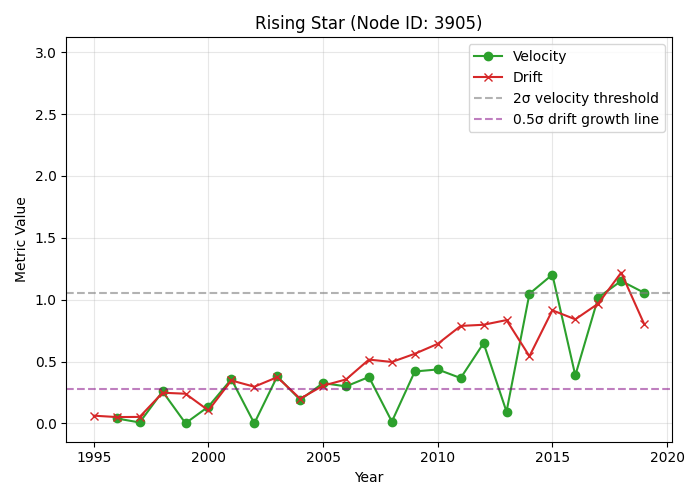 Rising Star (Node ID: 3905)
Metric Value
3.0
2.5
2.0
1.5
1.0
0.5
0.0
Velocity
Drift
2σ velocity threshold
0.5σ drift growth line
1995
2000
2005
2010
2015
2020
Year